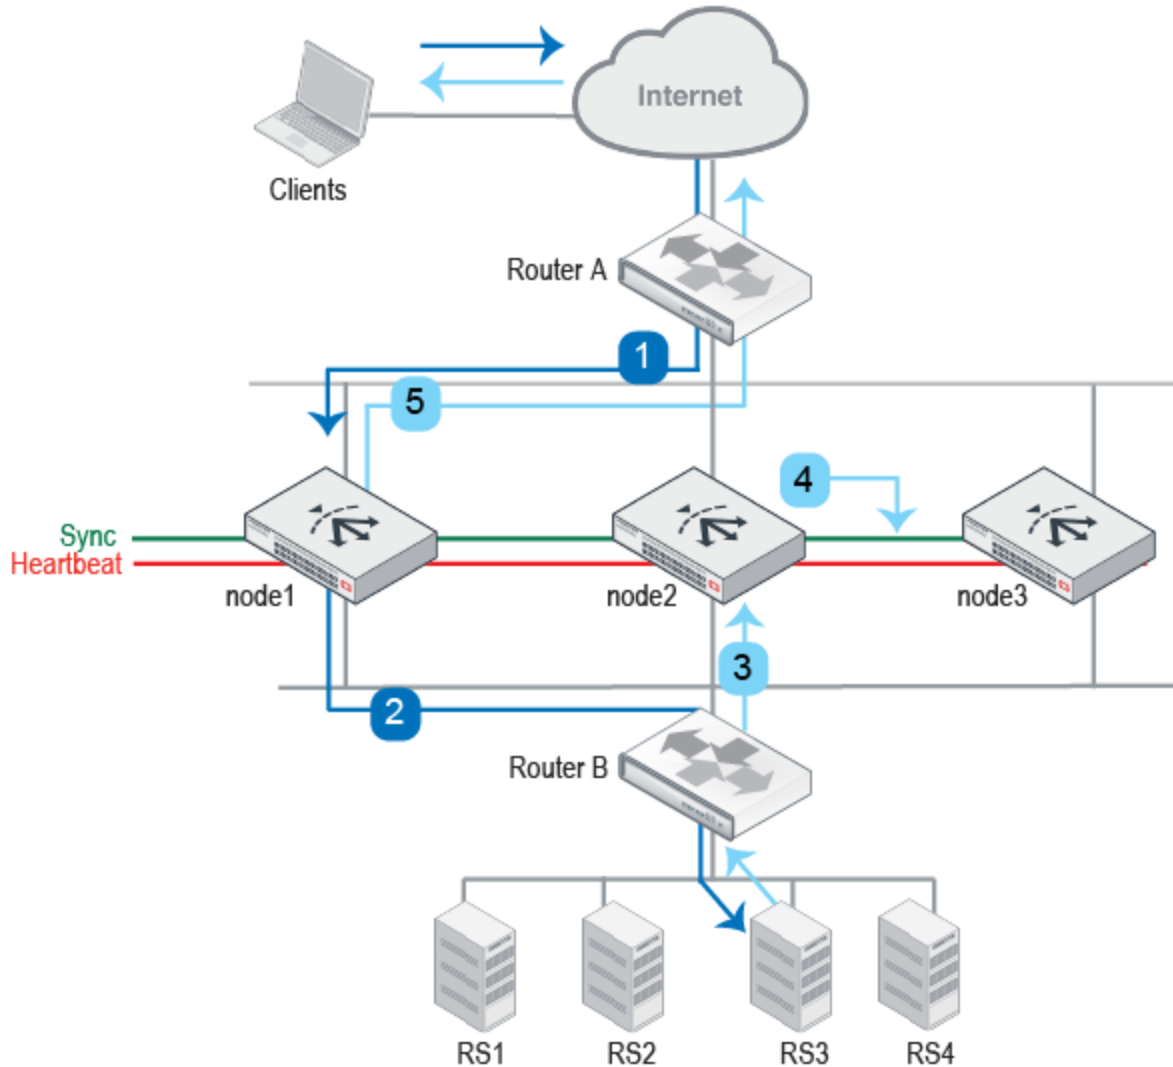 Internet
Clients
Router A
1
5
4
Sync
Heartbeat
node1
node2
node3
3
2
Router B
RS1
RS2
RS3
RS4